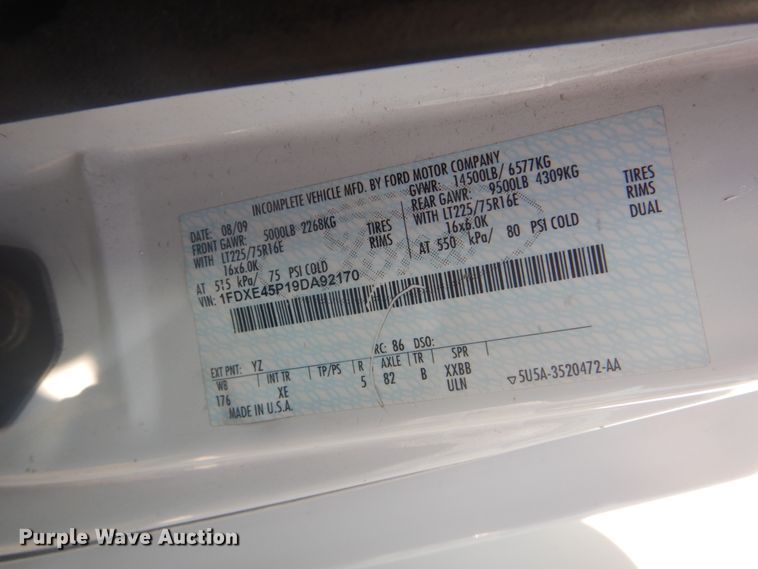 INCOMPLETE VEHICLE MFD. BY FORD MOTOR COMPANY
DATE: 08/09 GVWR: 14500LB/ 6577KG
FRONT GAWR: 5000LB 2268KG REAR GAWR: 9500LB 4309KG
WITH LT225/75R16E TIRES WITH LT225/75R16E TIRES
16x6.0K RIMS 16x6.0K RIMS
AT 515 kPa/ 75 PSI COLD AT 550 kPa/ 80 PSI COLD DUAL
VIN: 1FDXE45P19DA92170
EXT PNT: YZ RC: 86 DSO:
WB INT TR TP/PS R AXLE TR SPR
176 XE 5 82 B XXBB
ULN
MADE IN U.S.A. ▽5U5A-3520472-AA
Purple Wave Auction